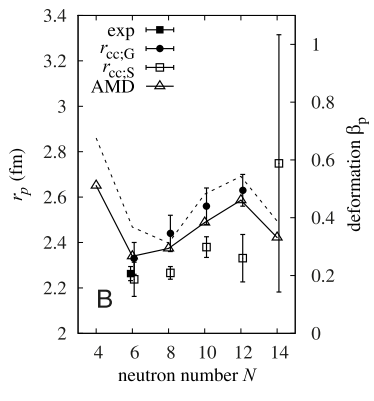 3.4
3.2
3
2.8
2.6
2.4
2.2
2
r_p (fm)
exp
r_cc;G
r_cc;S
AMD
B
1
0.8
0.6
0.4
0.2
0
deformation β_p
4 6 8 10 12 14
neutron number N